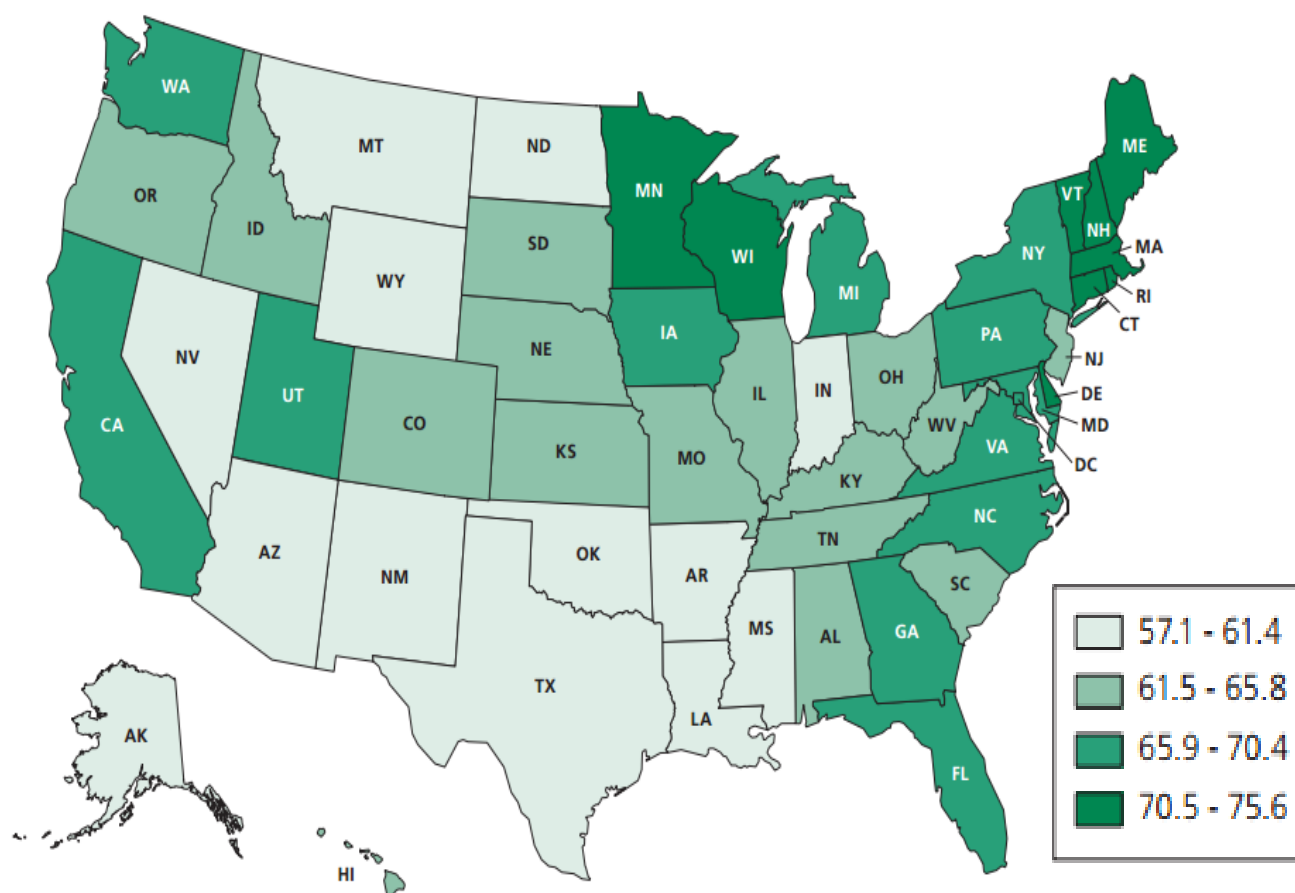 WA
MT
ND
MN
ME
VT
NH
OR
ID
SD
WI
NY
MA
RI
CT
WY
MI
IA
PA
NJ
NV
NE
OH
DE
UT
IL
IN
MD
CA
CO
WV
VA
DC
KS
MO
KY
NC
AZ
OK
TN
NM
AR
SC
MS
AL
GA
TX
LA
AK
FL
HI
57.1 - 61.4
61.5 - 65.8
65.9 - 70.4
70.5 - 75.6